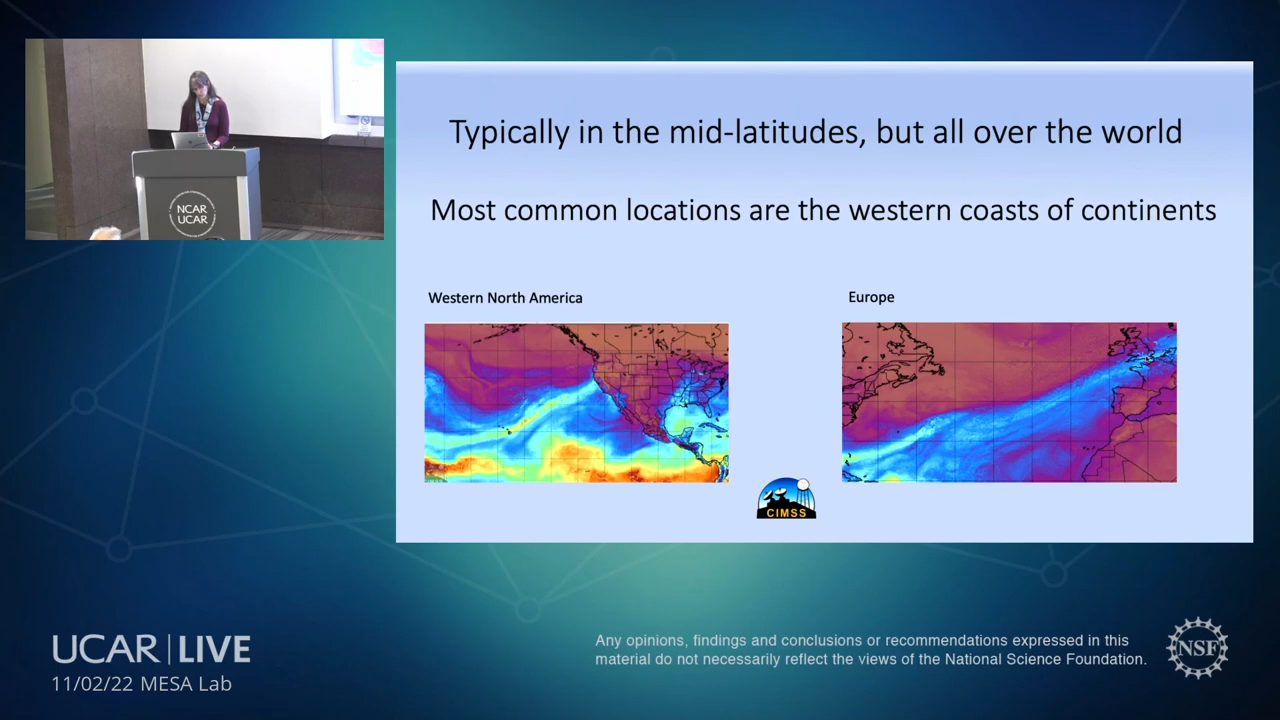 NCAR
UCAR
Typically in the mid-latitudes, but all over the world
Most common locations are the western coasts of continents
Western North America
Europe
CIMSS
UCAR | LIVE
11/02/22 MESA Lab
Any opinions, findings and conclusions or recommendations expressed in this
material do not necessarily reflect the views of the National Science Foundation.
NSF